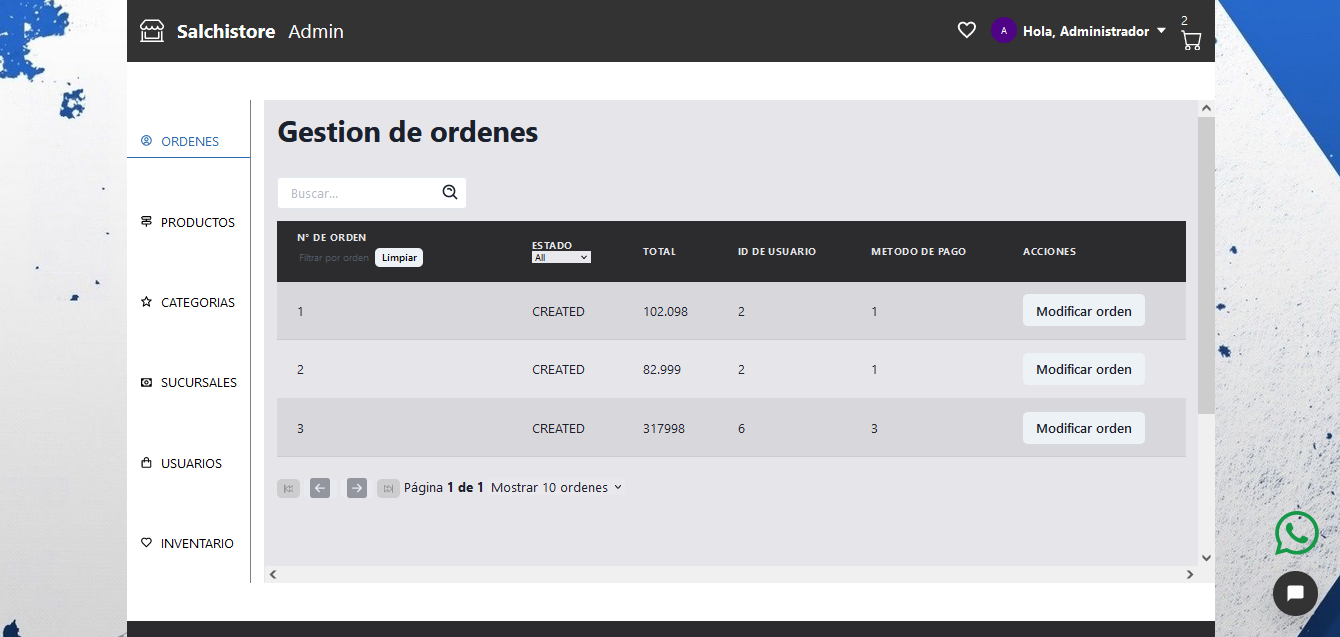 Salchistore Admin
A Hola, Administrador 2
ORDENES
PRODUCTOS
CATEGORIAS
SUCURSALES
USUARIOS
INVENTARIO
Gestion de ordenes
Buscar...
N° DE ORDEN ESTADO TOTAL ID DE USUARIO METODO DE PAGO ACCIONES
Filtrar por orden Limpiar All
1 CREATED 102.098 2 1 Modificar orden
2 CREATED 82.999 2 1 Modificar orden
3 CREATED 317998 6 3 Modificar orden
Página 1 de 1 Mostrar 10 ordenes